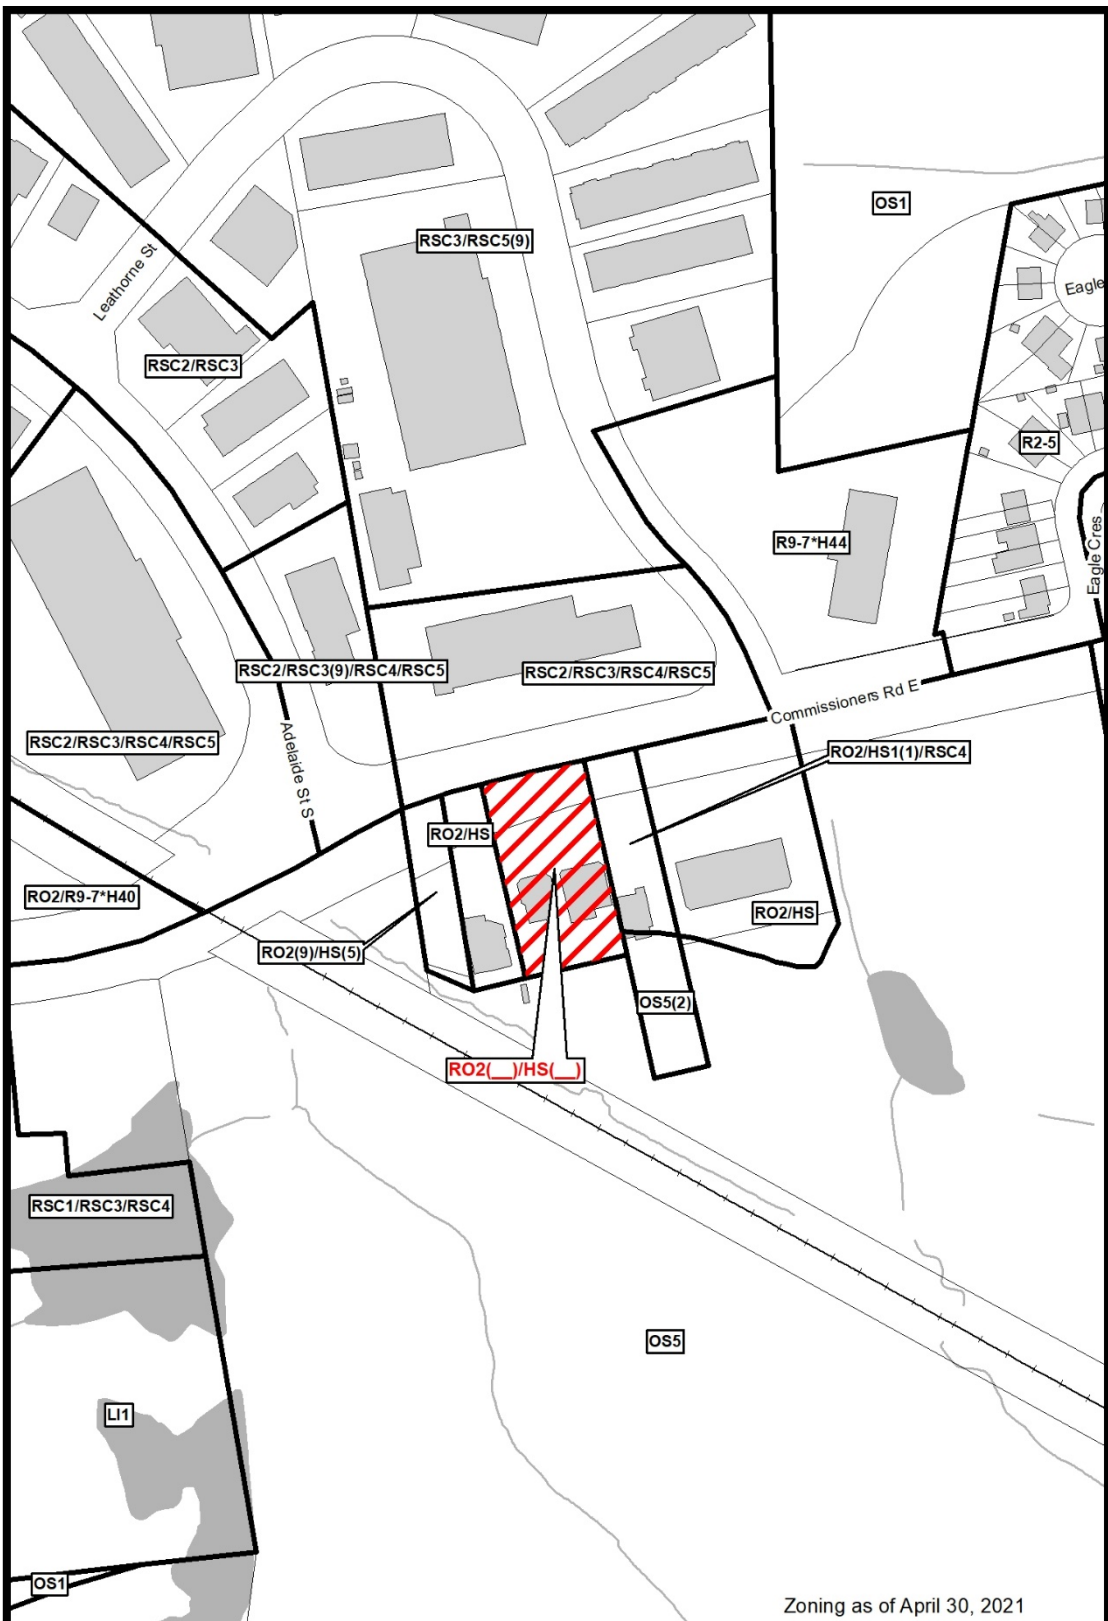 OS1
RSC3/RSC5(9)
Leathorne St
Eagle
RSC2/RSC3
R2-5
R9-7*H44
Eagle Cres
RSC2/RSC3(9)/RSC4/RSC5
RSC2/RSC3/RSC4/RSC5
Commissioners Rd E
RSC2/RSC3/RSC4/RSC5
Adelaide St S
RO2/HS1(1)/RSC4
RO2/HS
RO2/R9-7*H40
RO2/HS
RO2(9)/HS(5)
OS5(2)
RO2(__)/HS(__)
RSC1/RSC3/RSC4
OS5
LI1
OS1
Zoning as of April 30, 2021